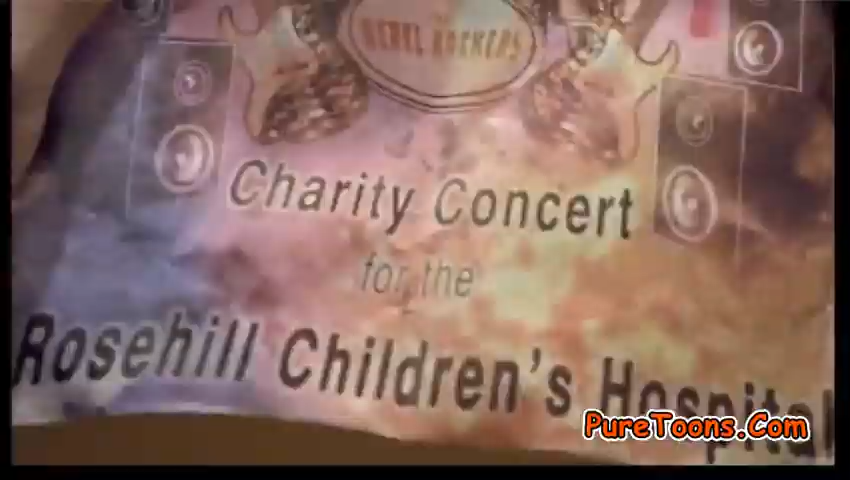 REBEL ROCKERS
Charity Concert
for the
Rosehill Children's Hospital
PureToons.Com